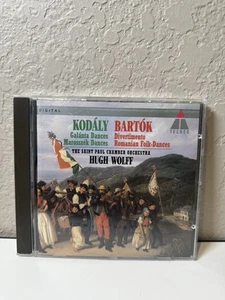 DIGITAL
TELDEC
KODÁLY BARTÓK
Galánta Dances Divertimento
Marosszék Dances Romanian Folk-Dances
THE SAINT PAUL CHAMBER ORCHESTRA
HUGH WOLFF